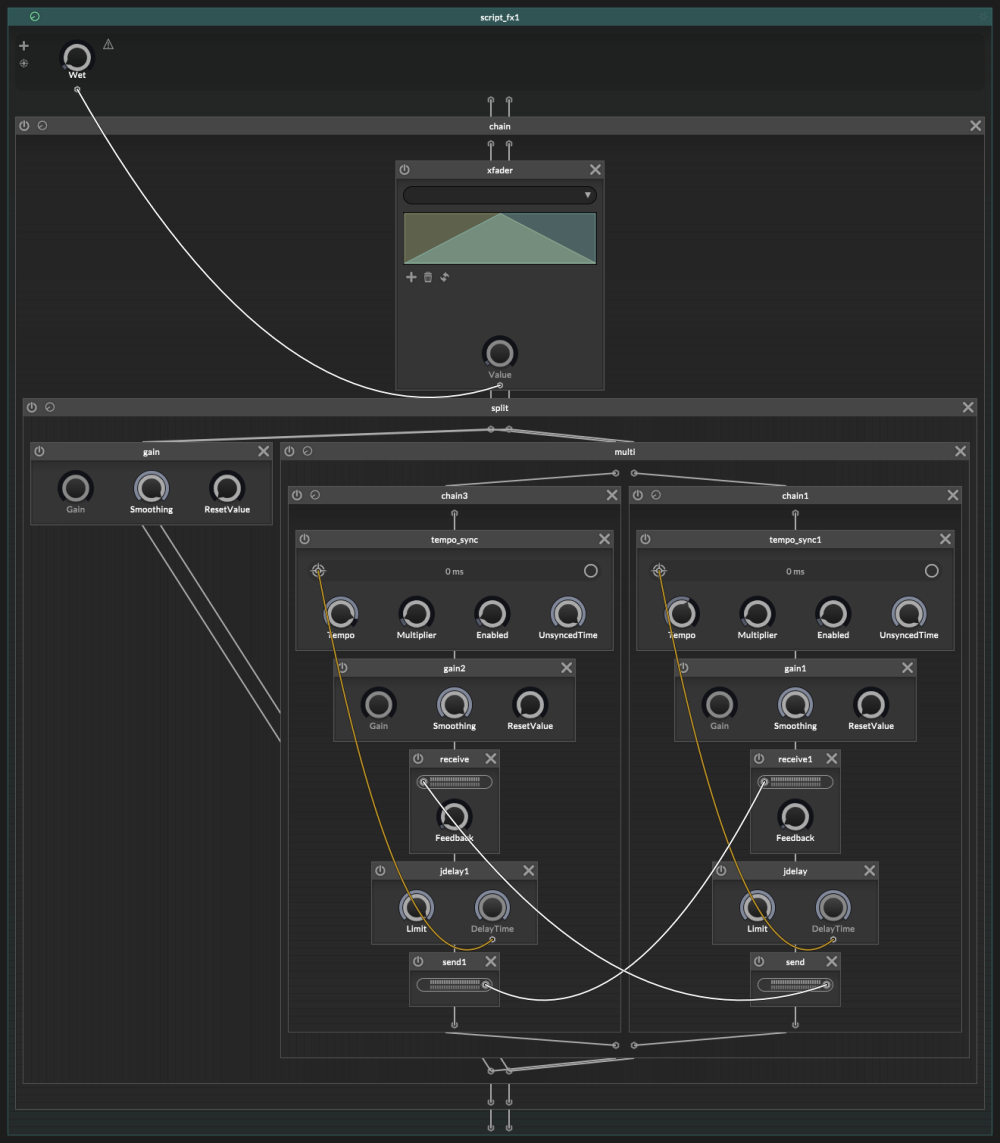 script_fx1
Wet
chain
xfader
Value
split
gain
multi
Gain
Smoothing
ResetValue
chain3
chain1
tempo_sync
tempo_sync1
0 ms
0 ms
Tempo
Multiplier
Enabled
UnsyncedTime
Tempo
Multiplier
Enabled
UnsyncedTime
gain2
gain1
Gain
Smoothing
ResetValue
Gain
Smoothing
ResetValue
receive
receive1
Feedback
Feedback
jdelay1
jdelay
Limit
DelayTime
Limit
DelayTime
send1
send